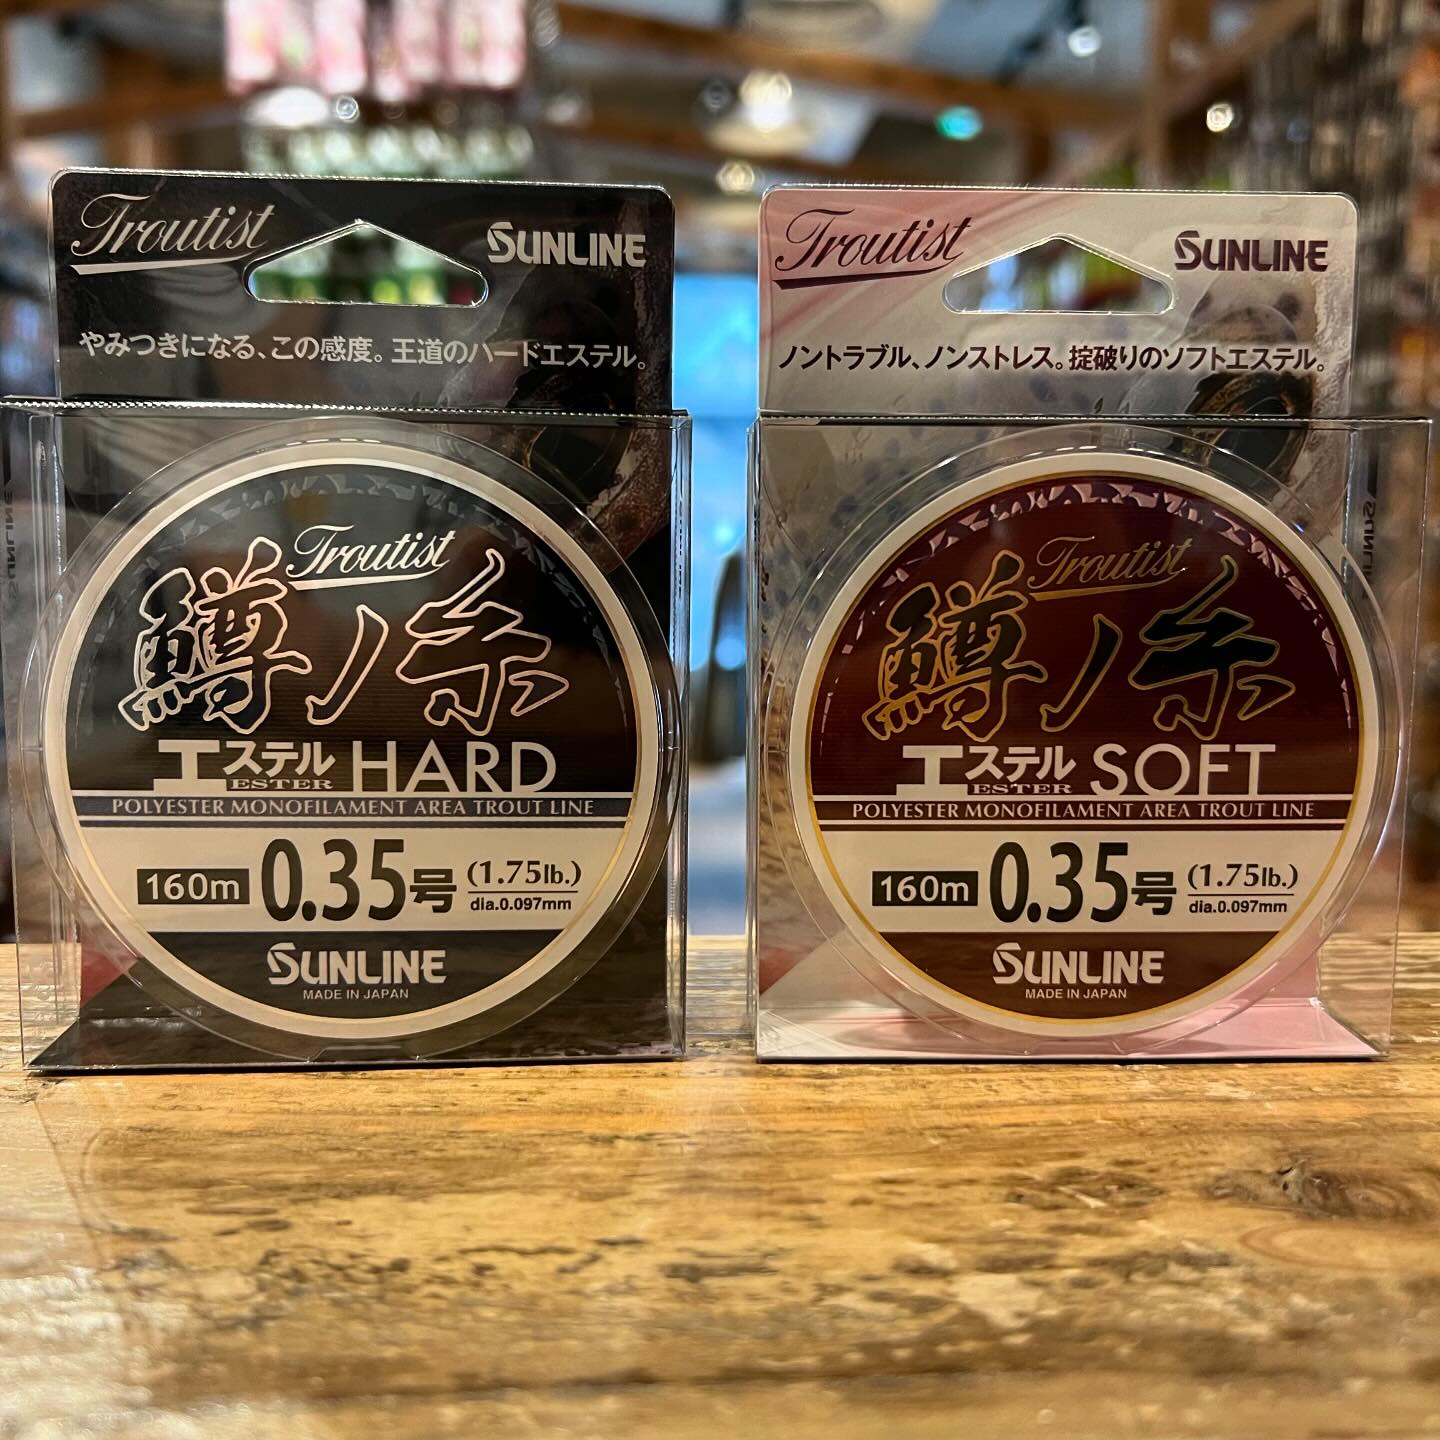 Troutist SUNLINE
やみつきになる、この感度。王道のハードエステル。
Troutist
鱒ノ糸
エステル HARD
ESTER
POLYESTER MONOFILAMENT AREA TROUT LINE
160m 0.35号 (1.75lb.)
dia.0.097mm
SUNLINE
MADE IN JAPAN
Troutist SUNLINE
ノントラブル、ノンストレス。掟破りのソフトエステル。
Troutist
鱒ノ糸
エステル SOFT
ESTER
POLYESTER MONOFILAMENT AREA TROUT LINE
160m 0.35号 (1.75lb.)
dia.0.097mm
SUNLINE
MADE IN JAPAN
SUNLINE